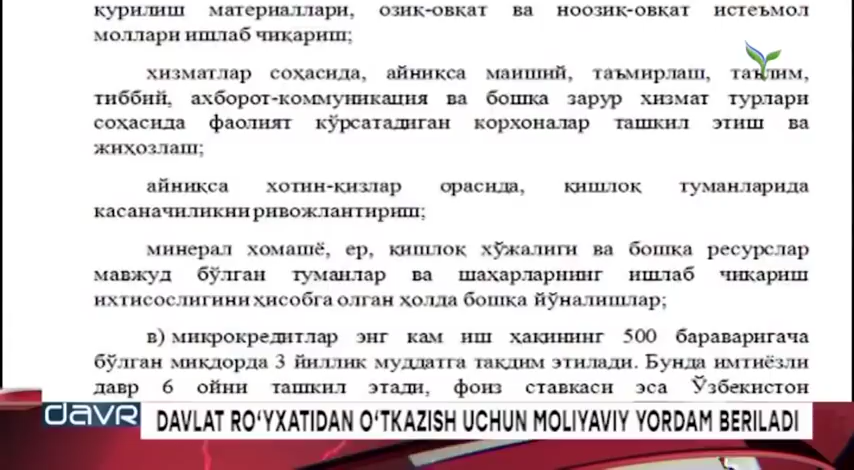 қурилиш материаллари, озиқ-овқат ва ноозиқ-овқат истеъмол
моллари ишлаб чиқариш;
хизматлар соҳасида, айниқса маиший, таъмирлаш, таълим,
тиббий, ахборот-коммуникация ва бошқа зарур хизмат турлари
соҳасида фаолият кўрсатадиган корхоналар ташкил этиш ва
жиҳозлаш;
айниқса хотин-қизлар орасида, қишлоқ туманларида
касаначиликни ривожлантириш;
минерал хомашё, ер, қишлоқ хўжалиги ва бошқа ресурслар
мавжуд бўлган туманлар ва шаҳарларнинг ишлаб чиқариш
ихтисослигини ҳисобга олган ҳолда бошқа йўналишлар;
в) микрокредитлар энг кам иш ҳақининг 500 бараваригача
бўлган миқдорда 3 йиллик муддатга тақдим этилади. Бунда имтиёзли
давр 6 ойни ташкил этади, фоиз ставкаси эса Ўзбекистон
davr DAVLAT RO‘YXATIDAN O‘TKAZISH UCHUN MOLIYAVIY YORDAM BERILADI